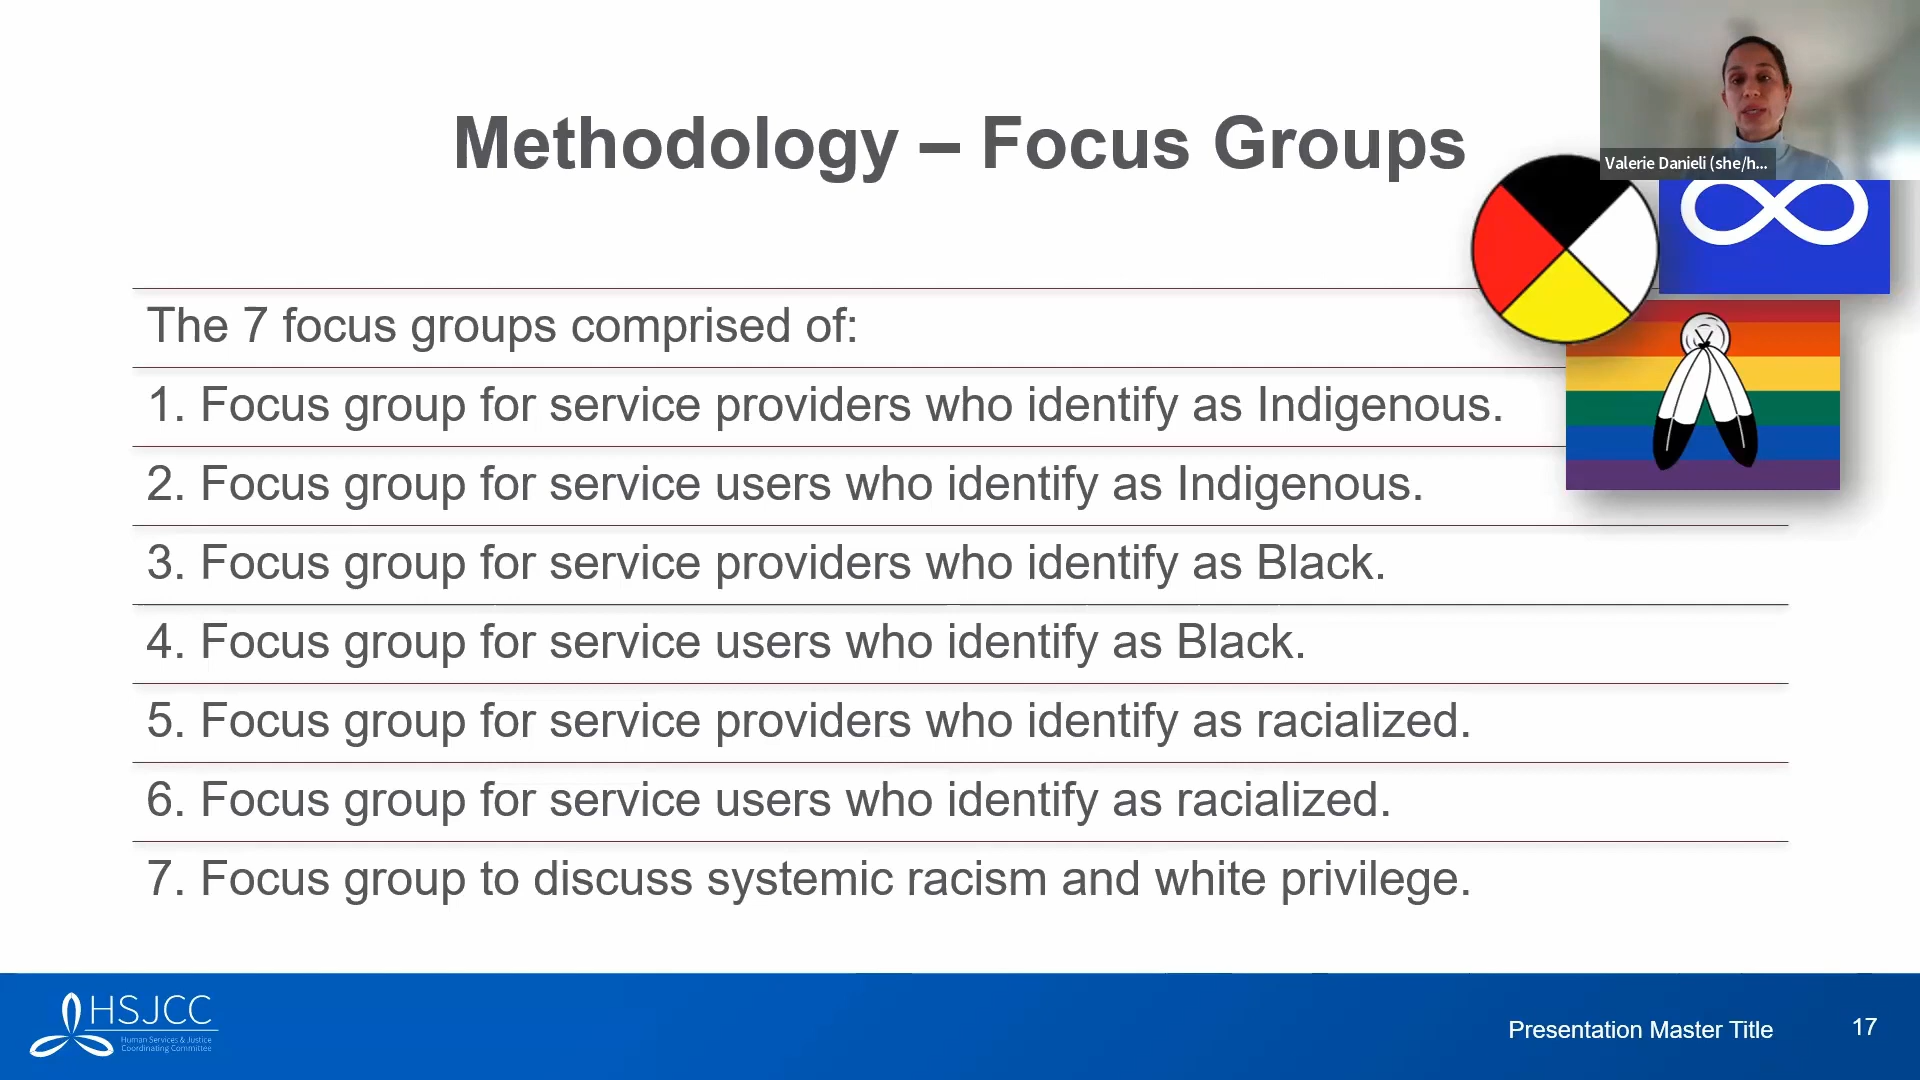 Methodology – Focus Groups
Valerie Danieli (she/h...
The 7 focus groups comprised of:
1. Focus group for service providers who identify as Indigenous.
2. Focus group for service users who identify as Indigenous.
3. Focus group for service providers who identify as Black.
4. Focus group for service users who identify as Black.
5. Focus group for service providers who identify as racialized.
6. Focus group for service users who identify as racialized.
7. Focus group to discuss systemic racism and white privilege.
HSJCC
Human Services & Justice
Coordinating Committee
Presentation Master Title
17